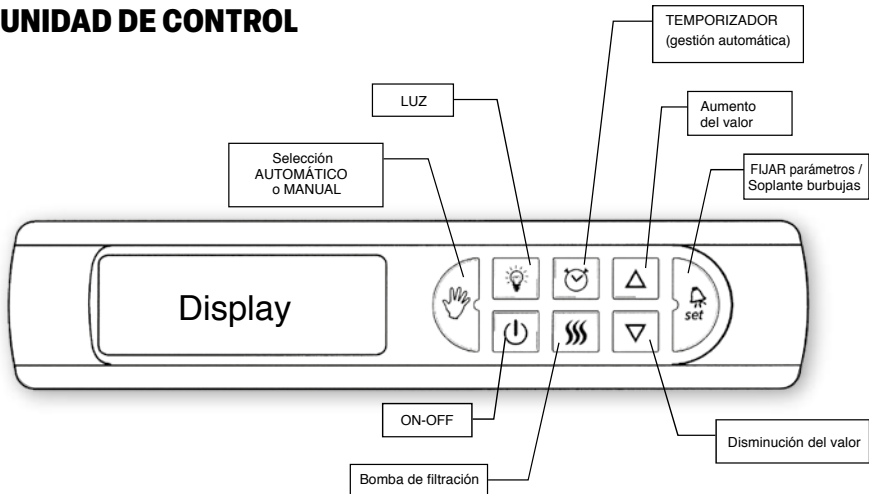 UNIDAD DE CONTROL
TEMPORIZADOR
(gestión automática)
LUZ
Aumento
del valor
Selección
AUTOMÁTICO
o MANUAL
FIJAR parámetros /
Soplante burbujas
Display
set
ON-OFF
Disminución del valor
Bomba de filtración